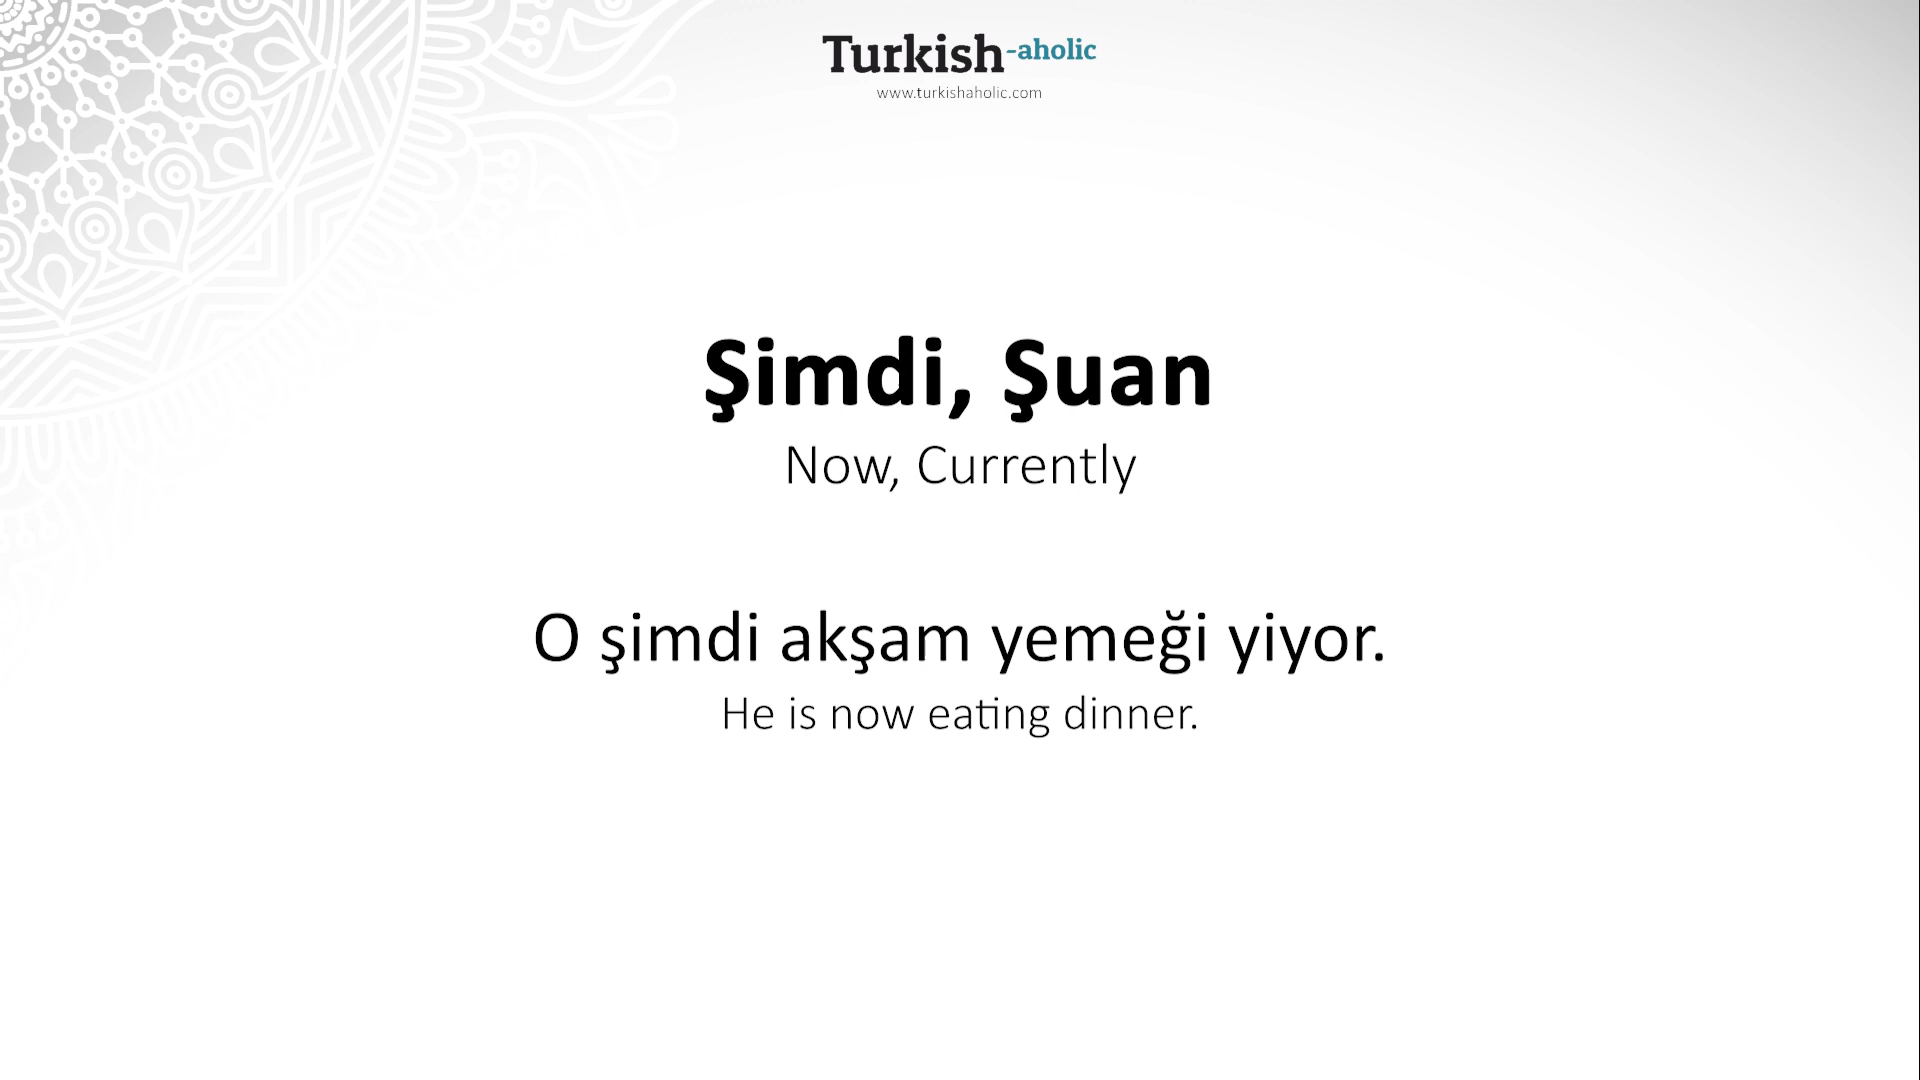 Turkish-aholic
www.turkishaholic.com
Şimdi, Şuan
Now, Currently
O şimdi akşam yemeği yiyor.
He is now eating dinner.